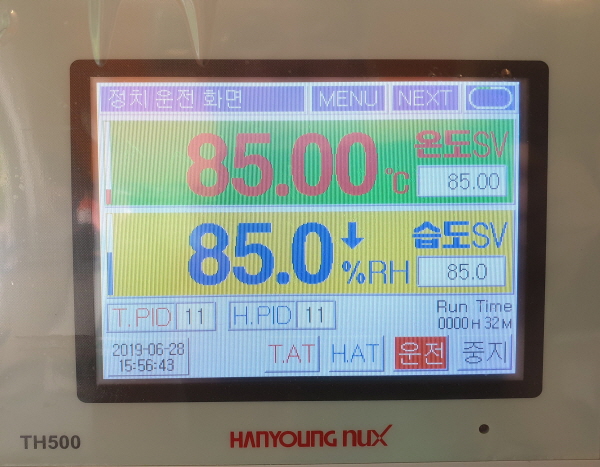 정치 운전 화면 MENU NEXT
85.00 ℃ 온도SV
85.00
85.0 %RH 습도SV
85.0
T.PID 11 H.PID 11 Run Time
0000 H 32 M
2019-06-28
15:56:43
T.AT H.AT 운전 중지
TH500 HANYOUNG nuX